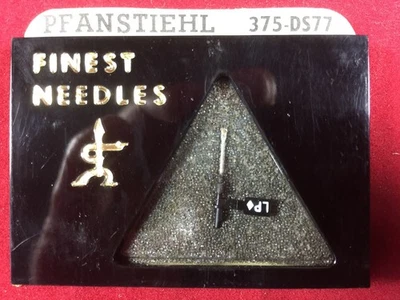 PFANSTIEHL 375-DS77
FINEST
NEEDLES
LP♦